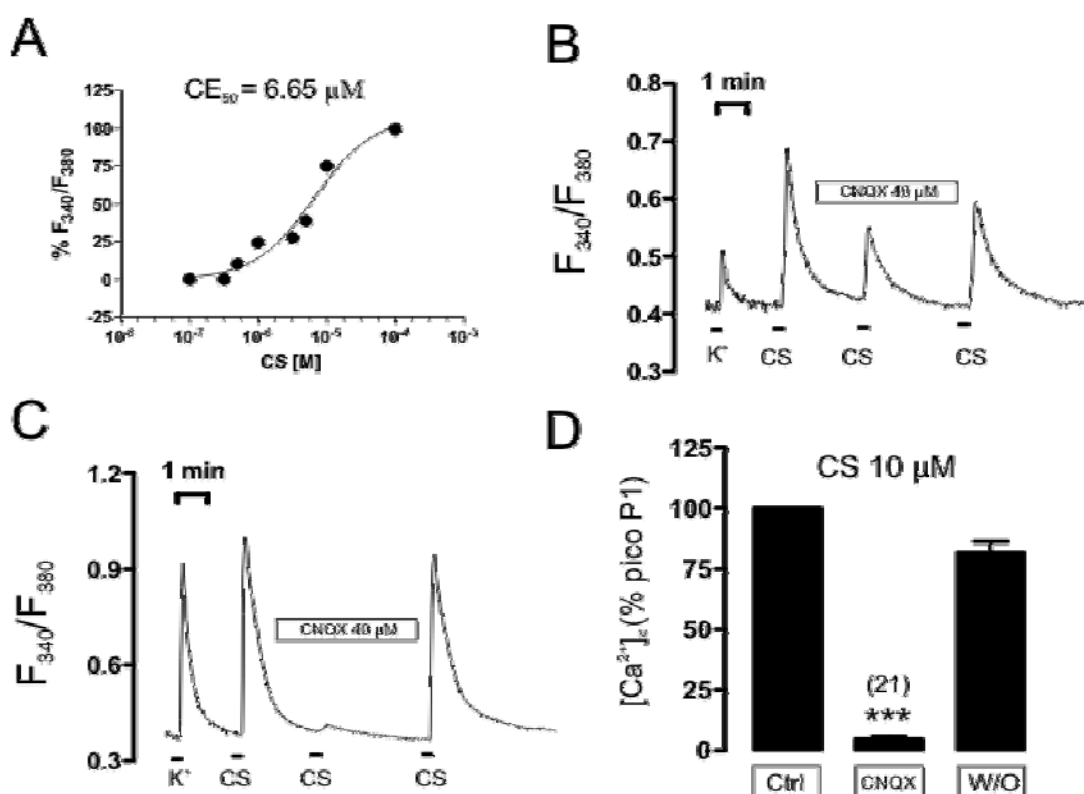 A
CE50 = 6.65 µM
125
100
75
50
25
0
-25
% F340/F380
10-8
10-7
10-6
10-5
10-4
10-3
CS [M]
B
0.8
0.7
0.6
0.5
0.4
0.3
F340/F380
1 min
CNQX 40 µM
K+
CS
CS
CS
C
1.2
0.9
0.6
0.3
F340/F380
1 min
CNQX 40 µM
K+
CS
CS
CS
D
CS 10 µM
125
100
75
50
25
0
[Ca2+]c (% pico P1)
(21)
***
Ctrl
CNQX
W/O